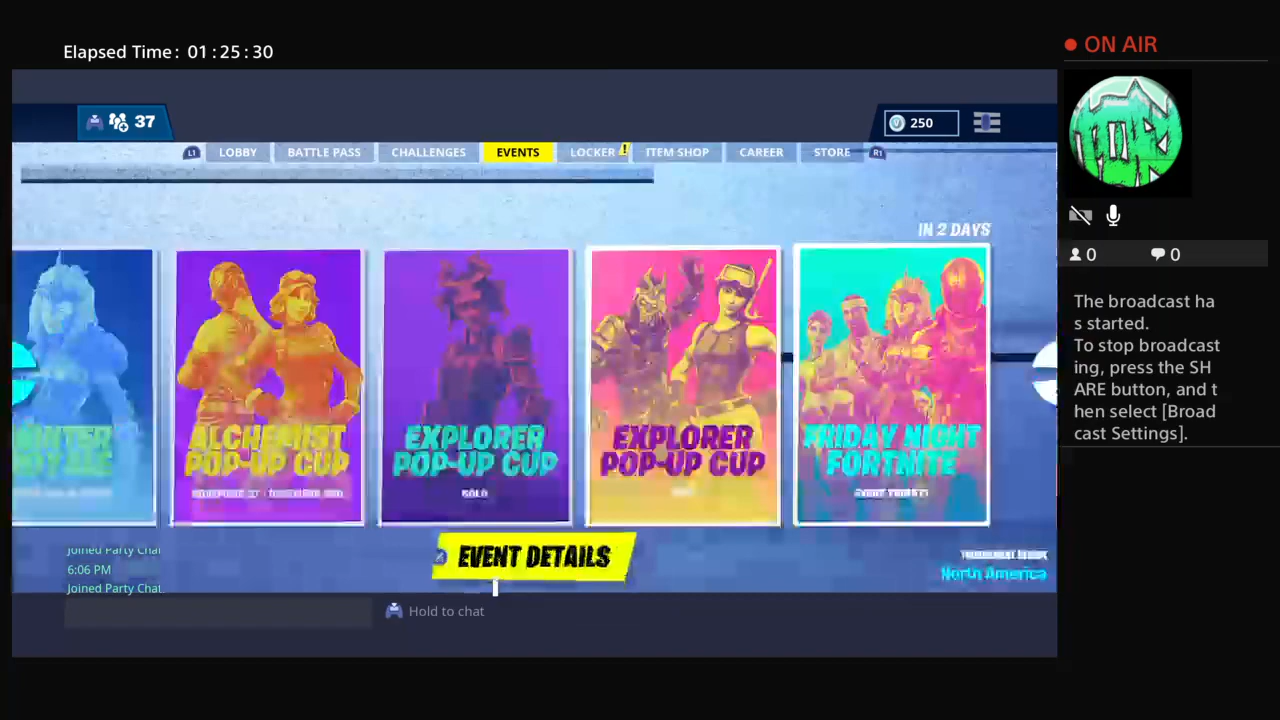 Elapsed Time: 01:25:30
ON AIR
37
250
L1 LOBBY BATTLE PASS CHALLENGES EVENTS LOCKER ! ITEM SHOP CAREER STORE R1
0 0
IN 2 DAYS
The broadcast ha
s started.
To stop broadcast
ing, press the SH
ARE button, and t
hen select [Broad
cast Settings].
ALCHEMIST
POP-UP CUP
EXPLORER
POP-UP CUP
SOLO
EXPLORER
POP-UP CUP
FRIDAY NIGHT
FORTNITE
Joined Party Chat
6:06 PM
Joined Party Chat
EVENT DETAILS
North America
Hold to chat